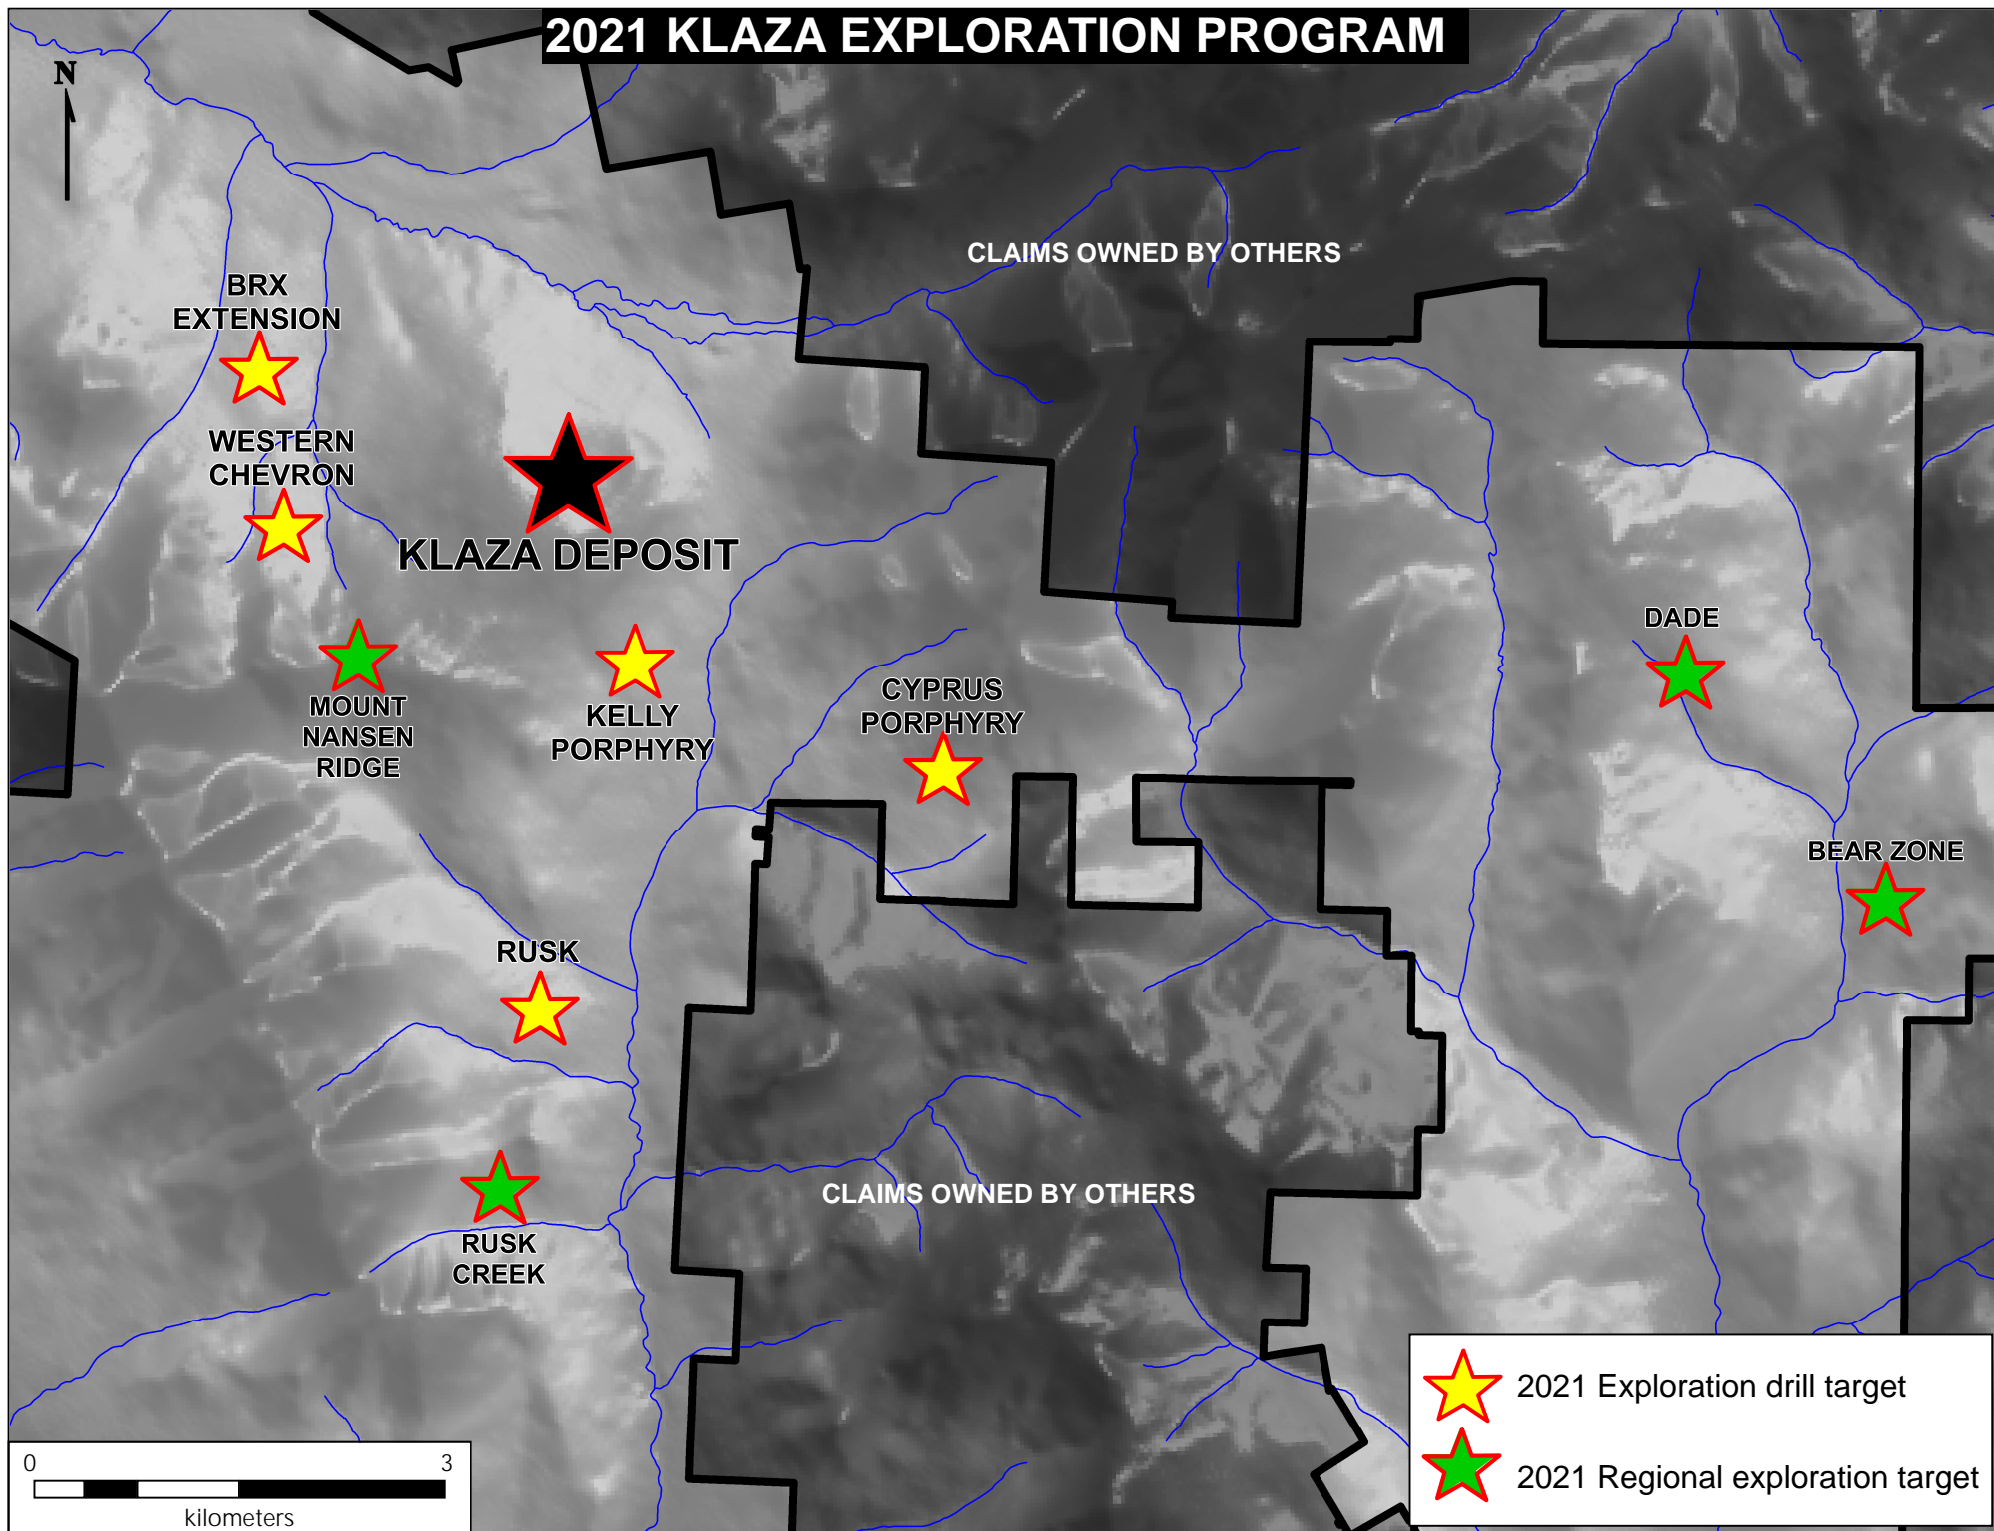 2021 KLAZA EXPLORATION PROGRAM
N
CLAIMS OWNED BY OTHERS
BRX
EXTENSION
WESTERN
CHEVRON
KLAZA DEPOSIT
DADE
MOUNT
NANSEN
RIDGE
KELLY
PORPHYRY
CYPRUS
PORPHYRY
BEAR ZONE
RUSK
CLAIMS OWNED BY OTHERS
RUSK
CREEK
2021 Exploration drill target
2021 Regional exploration target
0 3
kilometers